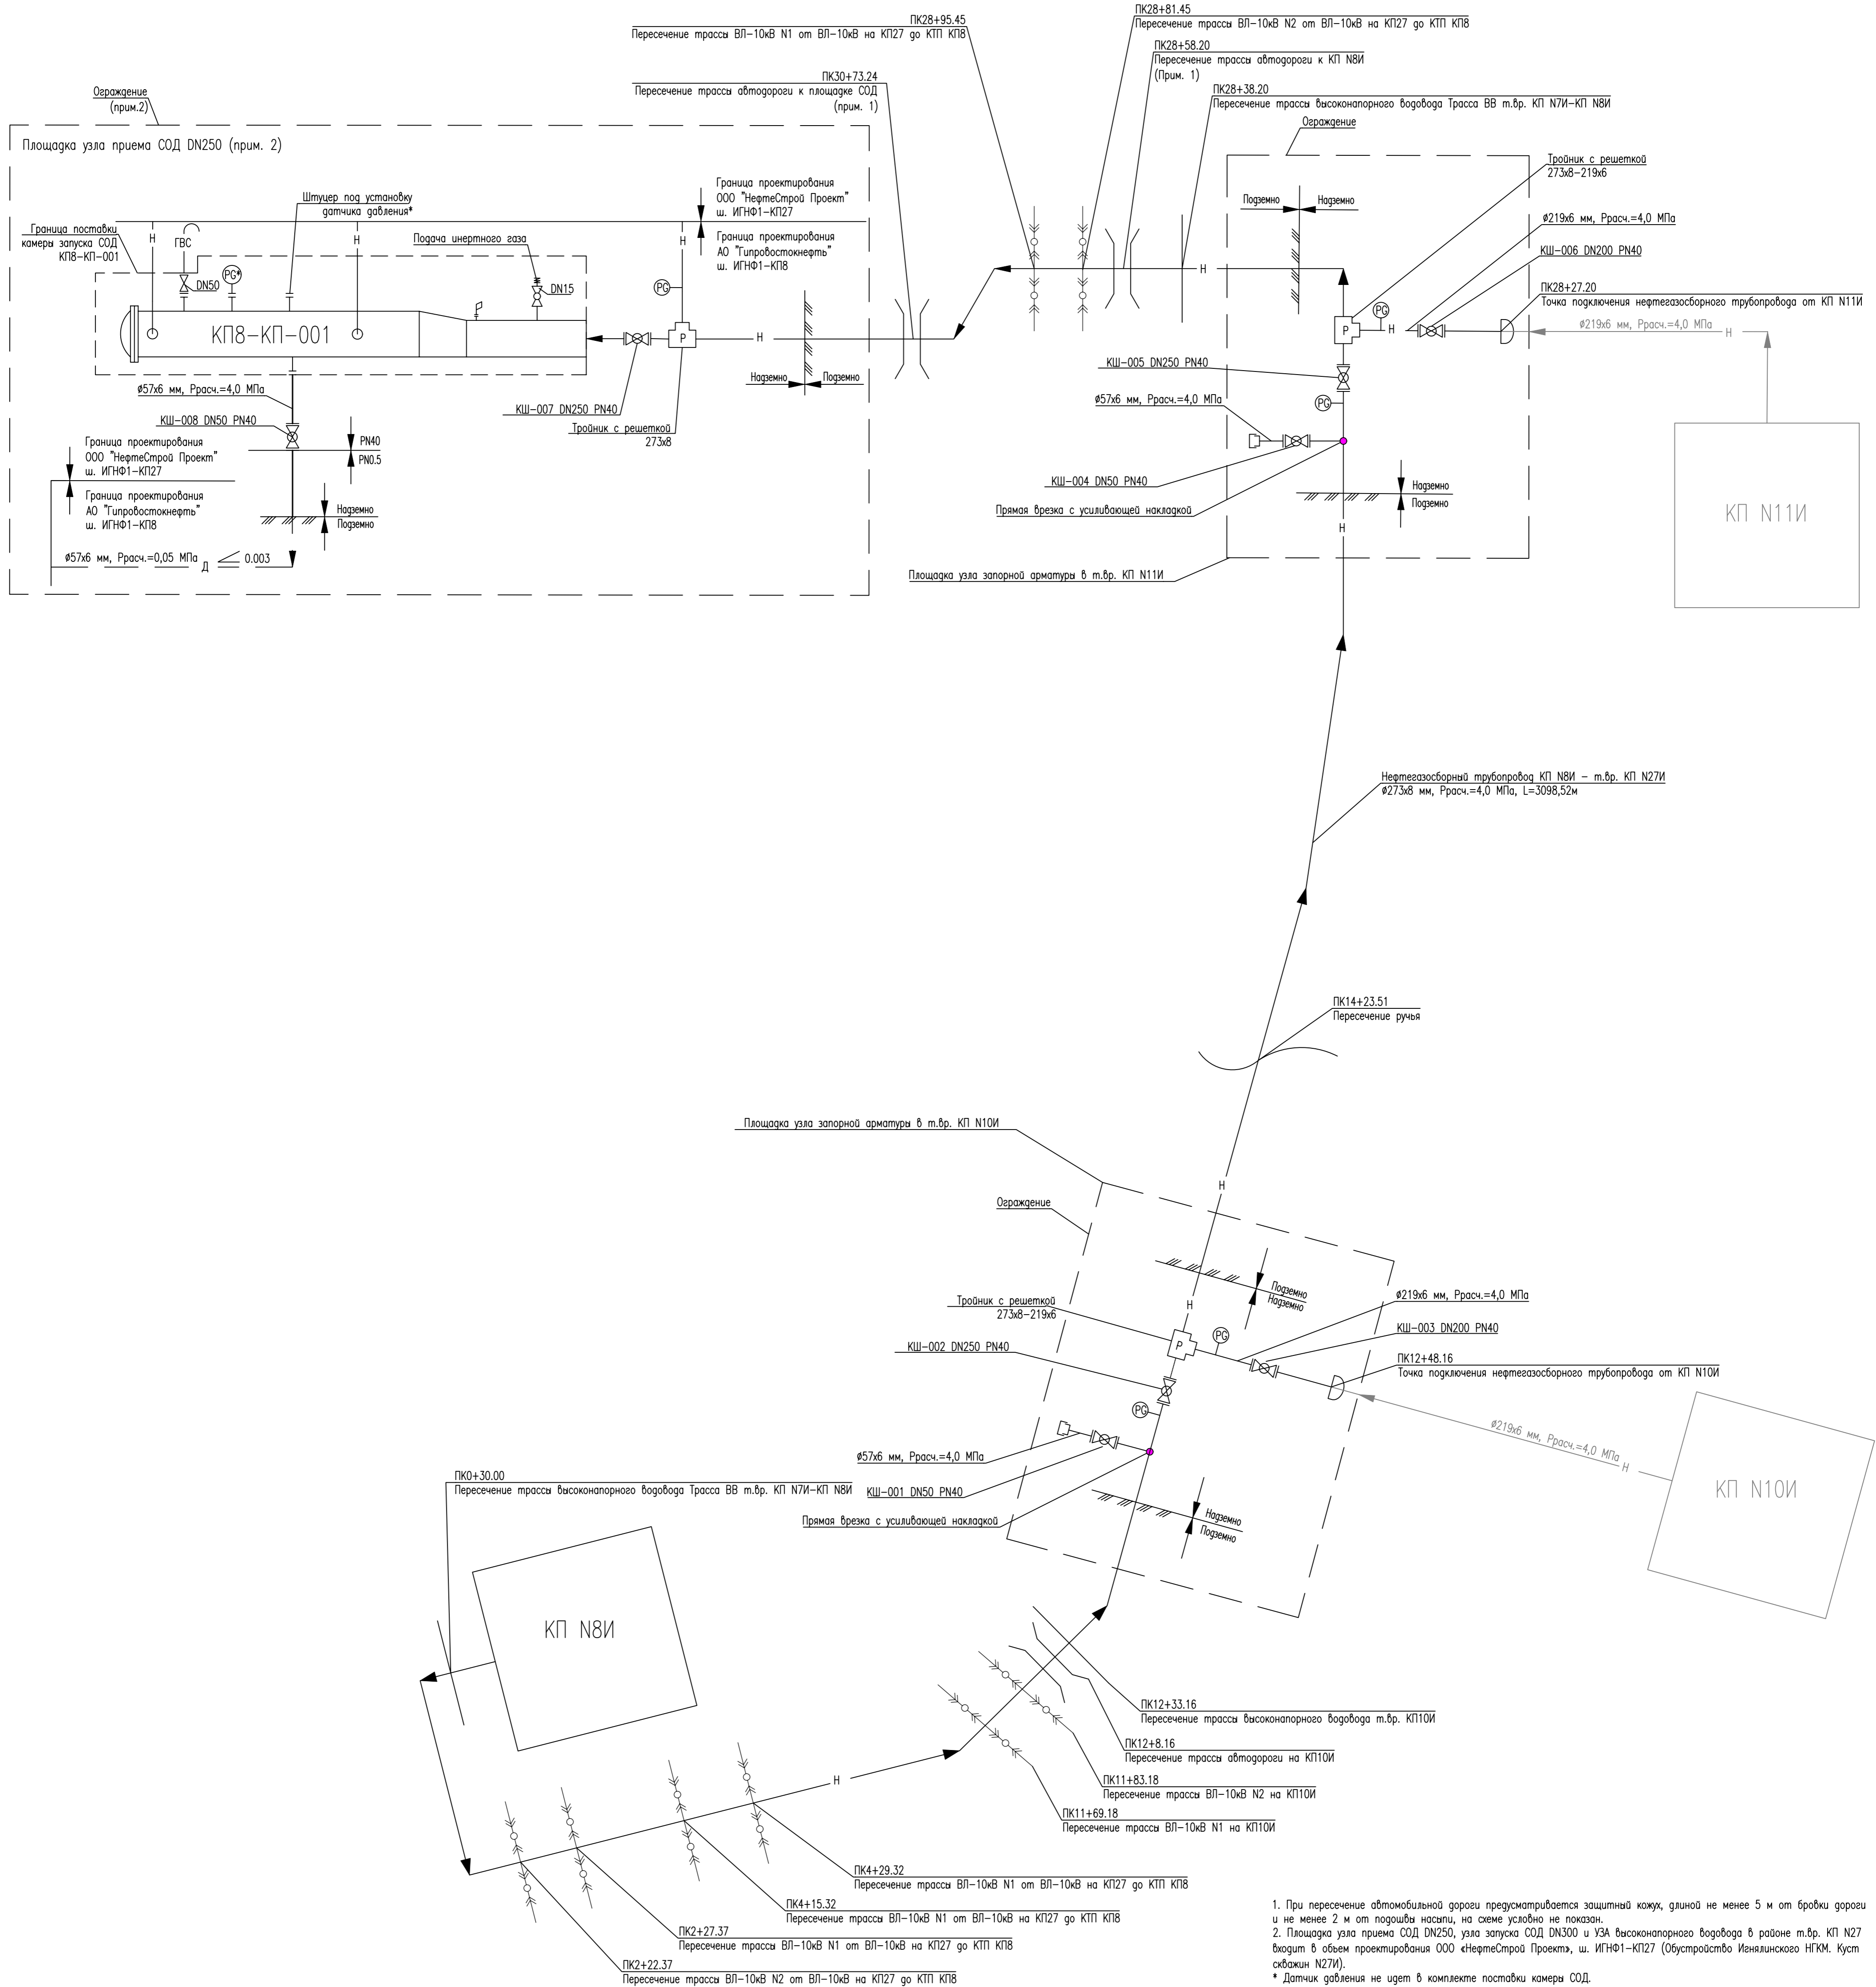 ПК28+95.45
Пересечение трассы ВЛ-10кВ N1 от ВЛ-10кВ на КП27 до КТП КП8
ПК28+81.45
Пересечение трассы ВЛ-10кВ N2 от ВЛ-10кВ на КП27 до КТП КП8
ПК28+58.20
Пересечение трассы автодороги к КП N8И
(Прим. 1)
ПК30+73.24
Пересечение трассы автодороги к площадке СОД
(прим. 1)
ПК28+38.20
Пересечение трассы высоконапорного водовода Трасса ВВ т.вр. КП N7И-КП N8И
Ограждение
(прим.2)
Площадка узла приема СОД DN250 (прим. 2)
Граница поставки
камеры запуска СОД
КП8-КП-001
Н
ГВС
DN50
PG*
Штуцер под установку
датчика давления*
Н
Подача инертного газа
DN15
Н
PG
Граница проектирования
ООО "НефтеСтрой Проект"
ш. ИГНФ1-КП27
Граница проектирования
АО "Гипровостокнефть"
ш. ИГНФ1-КП8
КП8-КП-001
Р
Н
Надземно
Подземно
КШ-007 DN250 PN40
Тройник с решеткой
273х8
ø57х6 мм, Ррасч.=4,0 МПа
КШ-008 DN50 PN40
PN40
PN0.5
Граница проектирования
ООО "НефтеСтрой Проект"
ш. ИГНФ1-КП27
Граница проектирования
АО "Гипровостокнефть"
ш. ИГНФ1-КП8
Надземно
Подземно
ø57х6 мм, Ррасч.=0,05 МПа
Д
0.003
Ограждение
Подземно
Надземно
Тройник с решеткой
273х8-219х6
ø219х6 мм, Ррасч.=4,0 МПа
КШ-006 DN200 PN40
ПК28+27.20
Точка подключения нефтегазосборного трубопровода от КП N11И
Н
Р
PG
Н
ø219х6 мм, Ррасч.=4,0 МПа
Н
КШ-005 DN250 PN40
PG
ø57х6 мм, Ррасч.=4,0 МПа
КШ-004 DN50 PN40
Прямая врезка с усиливающей накладкой
Надземно
Подземно
Н
Площадка узла запорной арматуры в т.вр. КП N11И
КП N11И
Нефтегазосборный трубопровод КП N8И - т.вр. КП N27И
ø273х8 мм, Ррасч.=4,0 МПа, L=3098,52м
ПК14+23.51
Пересечение ручья
Площадка узла запорной арматуры в т.вр. КП N10И
Н
Ограждение
Подземно
Надземно
Н
Тройник с решеткой
273х8-219х6
Р
PG
ø219х6 мм, Ррасч.=4,0 МПа
КШ-003 DN200 PN40
ПК12+48.16
Точка подключения нефтегазосборного трубопровода от КП N10И
КШ-002 DN250 PN40
PG
ø57х6 мм, Ррасч.=4,0 МПа
КШ-001 DN50 PN40
Прямая врезка с усиливающей накладкой
Надземно
Подземно
ø219х6 мм, Ррасч.=4,0 МПа
Н
КП N10И
ПК0+30.00
Пересечение трассы высоконапорного водовода Трасса ВВ т.вр. КП N7И-КП N8И
КП N8И
Н
ПК12+33.16
Пересечение трассы высоконапорного водовода т.вр. КП10И
ПК12+8.16
Пересечение трассы автодороги на КП10И
ПК11+83.18
Пересечение трассы ВЛ-10кВ N2 на КП10И
ПК11+69.18
Пересечение трассы ВЛ-10кВ N1 на КП10И
ПК4+29.32
Пересечение трассы ВЛ-10кВ N1 от ВЛ-10кВ на КП27 до КТП КП8
ПК4+15.32
Пересечение трассы ВЛ-10кВ N1 от ВЛ-10кВ на КП27 до КТП КП8
ПК2+27.37
Пересечение трассы ВЛ-10кВ N1 от ВЛ-10кВ на КП27 до КТП КП8
ПК2+22.37
Пересечение трассы ВЛ-10кВ N2 от ВЛ-10кВ на КП27 до КТП КП8
1. При пересечение автомобильной дороги предусматривается защитный кожух, длиной не менее 5 м от бровки дороги
и не менее 2 м от подошвы насыпи, на схеме условно не показан.
2. Площадка узла приема СОД DN250, узла запуска СОД DN300 и УЗА высоконапорного водовода в районе т.вр. КП N27
входит в объем проектирования ООО «НефтеСтрой Проект», ш. ИГНФ1-КП27 (Обустройство Игнялинского НГКМ. Куст
скважин N27И).
* Датчик давления не идет в комплекте поставки камеры СОД.